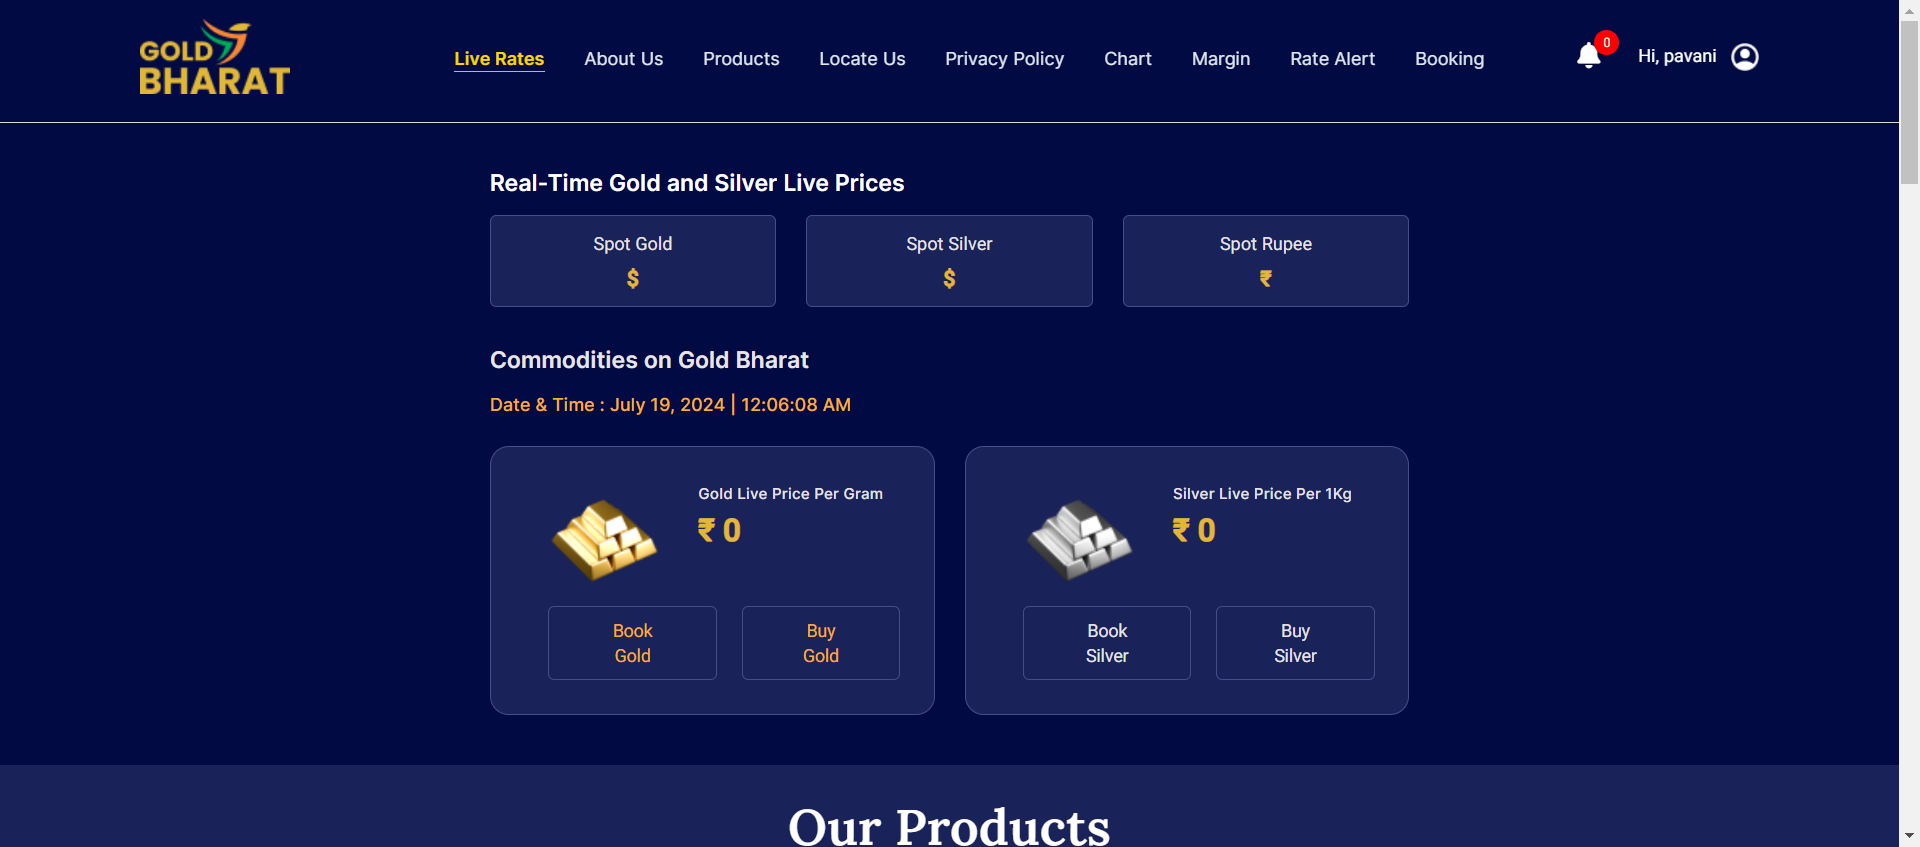 GOLD
BHARAT
Live Rates
About Us
Products
Locate Us
Privacy Policy
Chart
Margin
Rate Alert
Booking
0
Hi, pavani
Real-Time Gold and Silver Live Prices
Spot Gold
$
Spot Silver
$
Spot Rupee
₹
Commodities on Gold Bharat
Date & Time : July 19, 2024 | 12:06:08 AM
Gold Live Price Per Gram
₹ 0
Book
Gold
Buy
Gold
Silver Live Price Per 1Kg
₹ 0
Book
Silver
Buy
Silver
Our Products